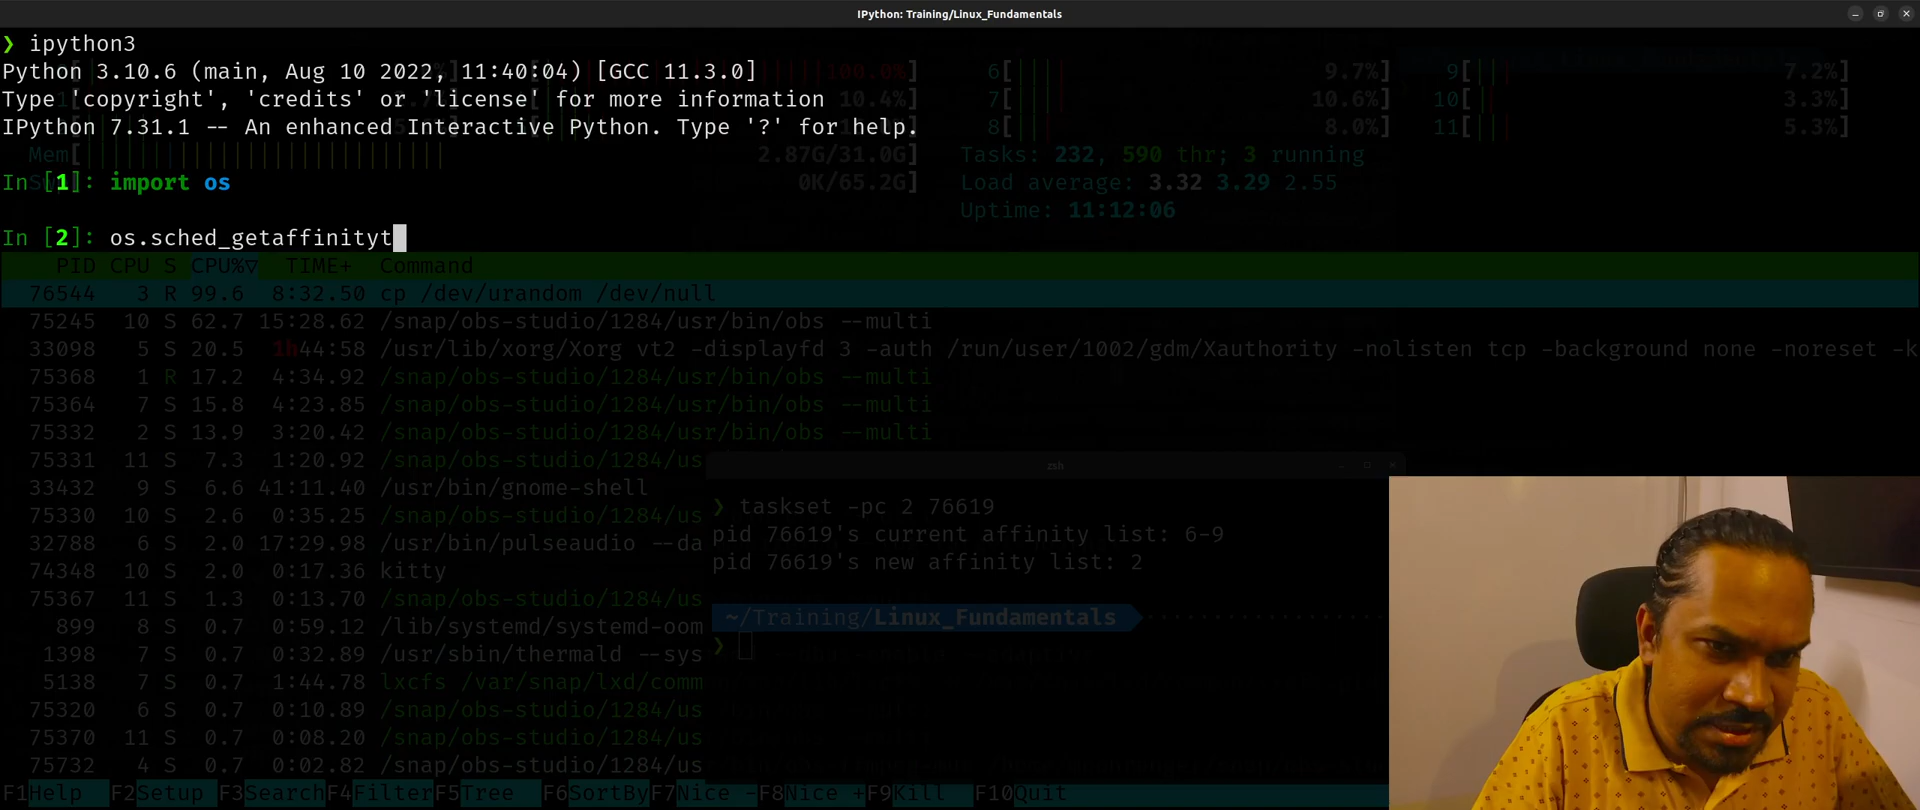 IPython: Training/Linux_Fundamentals
❯ ipython3
Python 3.10.6 (main, Aug 10 2022, 11:40:04) [GCC 11.3.0]
Type 'copyright', 'credits' or 'license' for more information
IPython 7.31.1 -- An enhanced Interactive Python. Type '?' for help.
In [1]: import os
In [2]: os.sched_getaffinityt
100.0%]
10.4%]
6[ 9.7%]
7[ 10.6%]
8[ 8.0%]
9[ 7.2%]
10[ 3.3%]
11[ 5.3%]
Mem[ 2.87G/31.0G]
0K/65.2G]
Tasks: 232, 590 thr; 3 running
Load average: 3.32 3.29 2.55
Uptime: 11:12:06
PID CPU S CPU%▽ TIME+ Command
76544 3 R 99.6 8:32.50 cp /dev/urandom /dev/null
75245 10 S 62.7 15:28.62 /snap/obs-studio/1284/usr/bin/obs --multi
33098 5 S 20.5 1h44:58 /usr/lib/xorg/Xorg vt2 -displayfd 3 -auth /run/user/1002/gdm/Xauthority -nolisten tcp -background none -noreset -k
75368 1 R 17.2 4:34.92 /snap/obs-studio/1284/usr/bin/obs --multi
75364 7 S 15.8 4:23.85 /snap/obs-studio/1284/usr/bin/obs --multi
75332 2 S 13.9 3:20.42 /snap/obs-studio/1284/usr/bin/obs --multi
75331 11 S 7.3 1:20.92 /snap/obs-studio/1284/us
33432 9 S 6.6 41:11.40 /usr/bin/gnome-shell
75330 10 S 2.6 0:35.25 /snap/obs-studio/1284/us
32788 6 S 2.0 17:29.98 /usr/bin/pulseaudio --da
74348 10 S 2.0 0:17.36 kitty
75367 11 S 1.3 0:13.70 /snap/obs-studio/1284/us
899 8 S 0.7 0:59.12 /lib/systemd/systemd-oom
1398 7 S 0.7 0:32.89 /usr/sbin/thermald --sys
5138 7 S 0.7 1:44.78 lxcfs /var/snap/lxd/comm
75320 6 S 0.7 0:10.89 /snap/obs-studio/1284/us
75370 11 S 0.7 0:08.20 /snap/obs-studio/1284/us
75732 4 S 0.7 0:02.82 /snap/obs-studio/1284/us
zsh
❯ taskset -pc 2 76619
pid 76619's current affinity list: 6-9
pid 76619's new affinity list: 2
~/Training/Linux_Fundamentals
❯
F1Help F2Setup F3SearchF4FilterF5Tree F6SortByF7Nice -F8Nice +F9Kill F10Quit